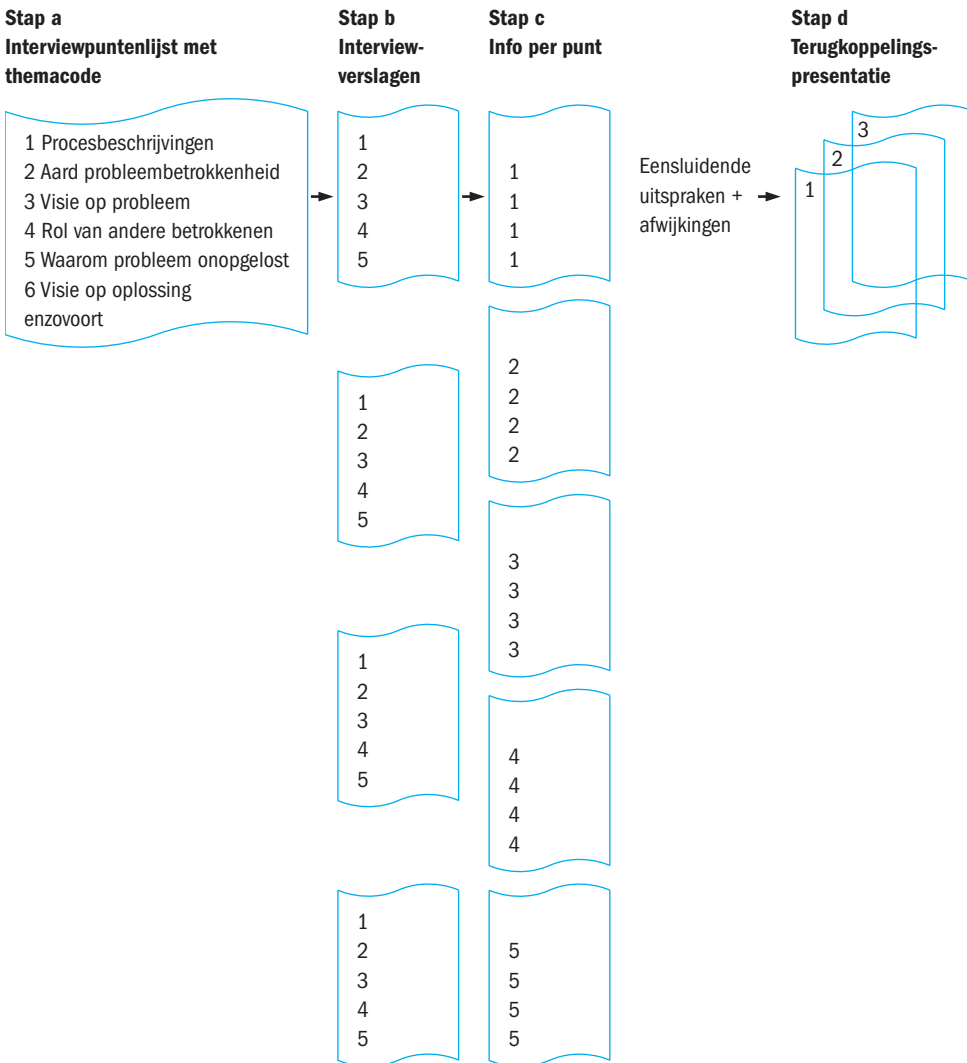 Stap a
Interviewpuntenlijst met
themacode
1 Procesbeschrijvingen
2 Aard probleembetrokkenheid
3 Visie op probleem
4 Rol van andere betrokkenen
5 Waarom probleem onopgelost
6 Visie op oplossing
enzovoort
Stap b
Interview-
verslagen
1
2
3
4
5
1
2
3
4
5
1
2
3
4
5
1
2
3
4
5
Stap c
Info per punt
1
1
1
1
2
2
2
2
3
3
3
3
4
4
4
4
5
5
5
5
Eensluidende
uitspraken +
afwijkingen
Stap d
Terugkoppelings-
presentatie
1
2
3